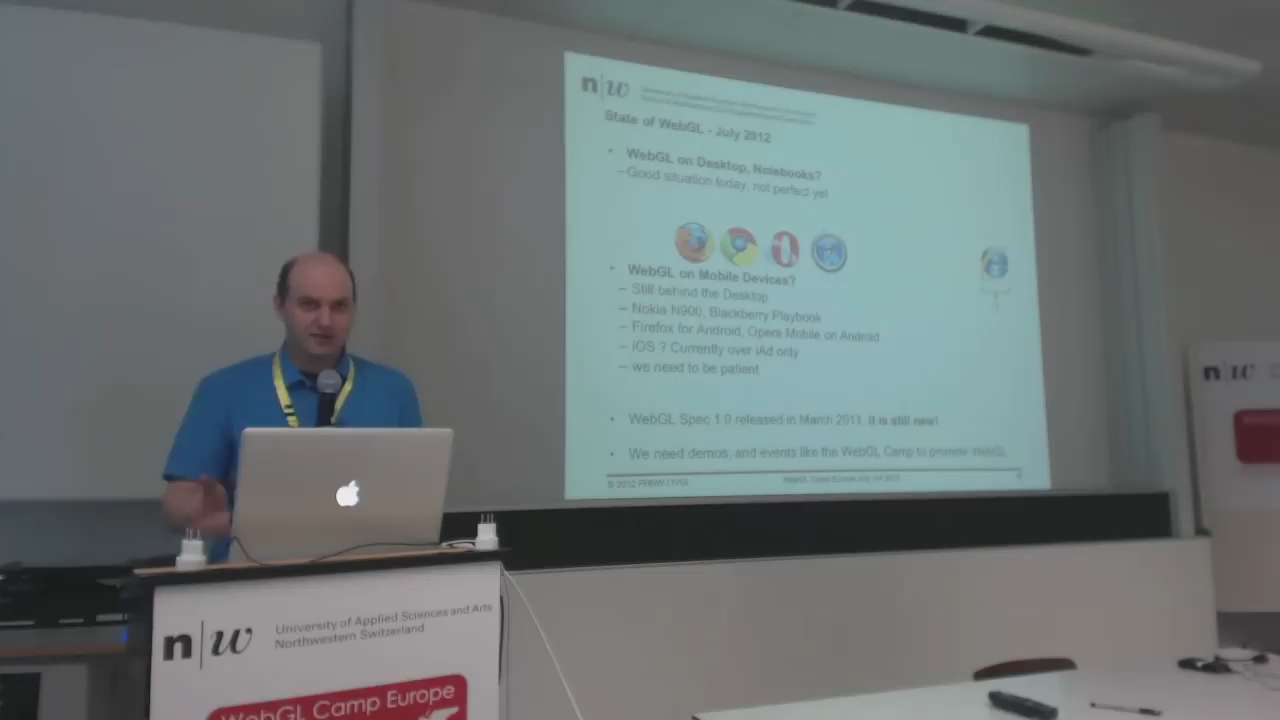 n|w
State of WebGL - July 2012
• WebGL on Desktop, Notebooks?
–Good situation today, not perfect yet
• WebGL on Mobile Devices?
– Still behind the Desktop
– Nokia N900, Blackberry Playbook
– Firefox for Android, Opera Mobile on Android
– iOS ? Currently over iAd only
– we need to be patient
• WebGL Spec 1.0 released in March 2011, it is still new!
• We need demos, and events like the WebGL Camp to promote WebGL
© 2012
WebGL Camp Europe
n|w
n|w
University of Applied Sciences and Arts
Northwestern Switzerland
WebGL Camp Europe